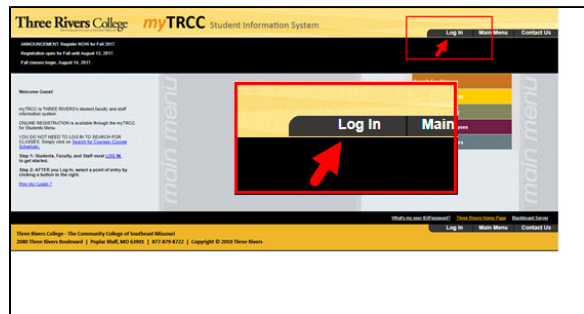 Three Rivers College myTRCC Student Information System
Log In Main Menu Contact Us
ANNOUNCEMENT: Register NOW for Fall 2017.
Registration open for Fall until August 13, 2017.
Fall classes begin, August 14, 2017.
main menu
Welcome Guest!
myTRCC is THREE RIVERS's student faculty and staff
information system.
ONLINE REGISTRATION is available through the myTRCC
for Students Menu.
YOU DO NOT NEED TO LOG IN TO SEARCH FOR
CLASSES. Simply click on Search for Courses (Course
Schedule).
Step 1: Students, Faculty, and Staff must LOG IN
to get started.
Step 2: AFTER you Log In, select a point of entry by
clicking a button to the right.
How do I Login ?
Log In Main
main menu
What's my user ID/Password? Three Rivers Home Page Blackboard Server
Log In Main Menu Contact Us
Three Rivers College - The Community College of Southeast Missouri
2080 Three Rivers Boulevard | Poplar Bluff, MO 63901 | 877-879-8722 | Copyright © 2010 Three Rivers